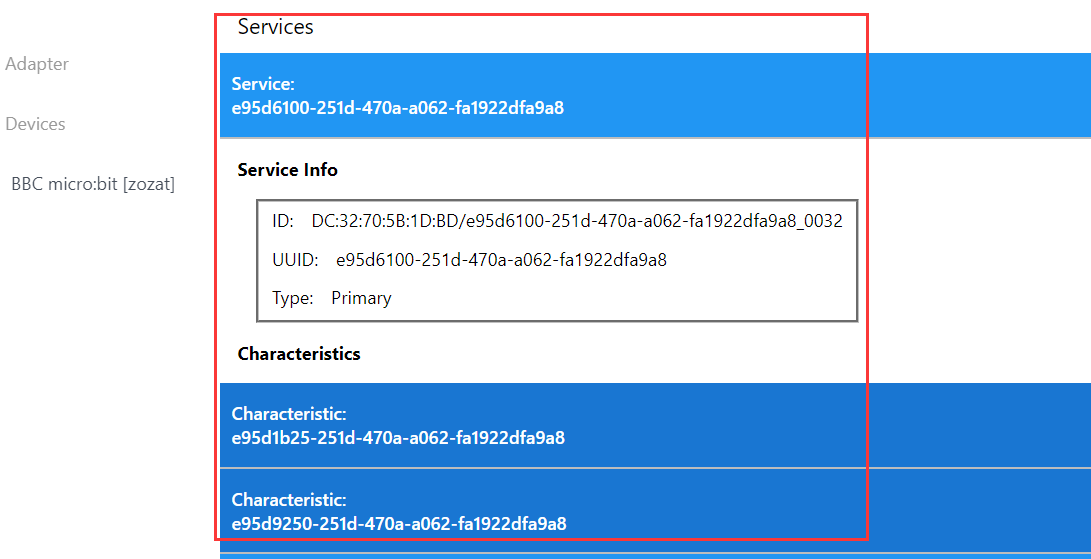 Services
Adapter
Devices
BBC micro:bit [zozat]
Service:
e95d6100-251d-470a-a062-fa1922dfa9a8
Service Info
ID: DC:32:70:5B:1D:BD/e95d6100-251d-470a-a062-fa1922dfa9a8_0032
UUID: e95d6100-251d-470a-a062-fa1922dfa9a8
Type: Primary
Characteristics
Characteristic:
e95d1b25-251d-470a-a062-fa1922dfa9a8
Characteristic:
e95d9250-251d-470a-a062-fa1922dfa9a8